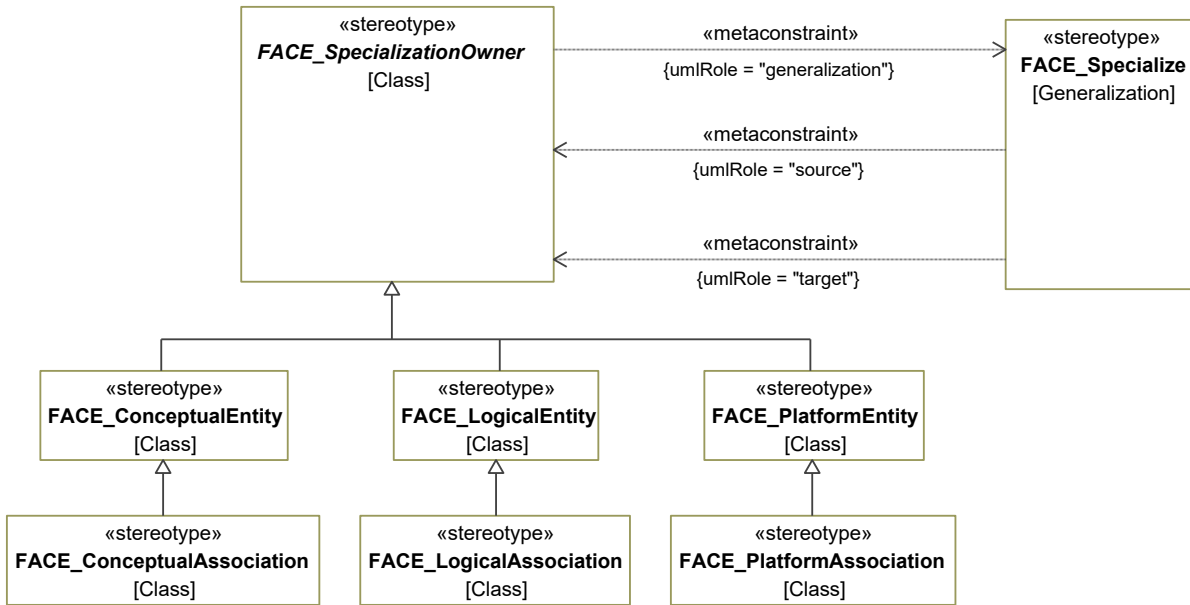 «stereotype»
FACE_SpecializationOwner
[Class]
«metaconstraint»
{umlRole = "generalization"}
«metaconstraint»
{umlRole = "source"}
«metaconstraint»
{umlRole = "target"}
«stereotype»
FACE_Specialize
[Generalization]
«stereotype»
FACE_ConceptualEntity
[Class]
«stereotype»
FACE_LogicalEntity
[Class]
«stereotype»
FACE_PlatformEntity
[Class]
«stereotype»
FACE_ConceptualAssociation
[Class]
«stereotype»
FACE_LogicalAssociation
[Class]
«stereotype»
FACE_PlatformAssociation
[Class]